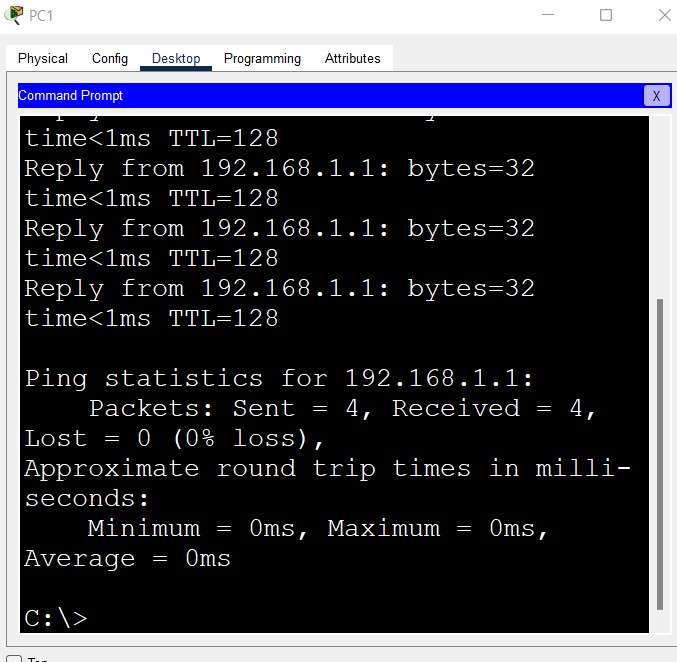 PC1
Physical Config Desktop Programming Attributes
Command Prompt X
time<1ms TTL=128
Reply from 192.168.1.1: bytes=32
time<1ms TTL=128
Reply from 192.168.1.1: bytes=32
time<1ms TTL=128
Reply from 192.168.1.1: bytes=32
time<1ms TTL=128
Ping statistics for 192.168.1.1:
Packets: Sent = 4, Received = 4,
Lost = 0 (0% loss),
Approximate round trip times in milli-
seconds:
Minimum = 0ms, Maximum = 0ms,
Average = 0ms
C:\>